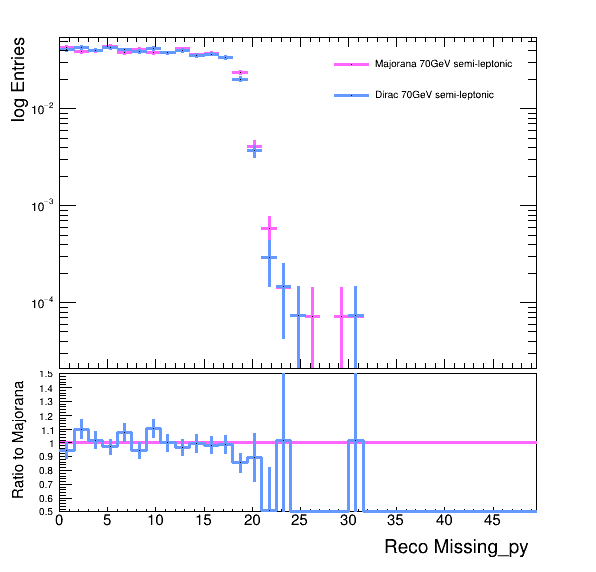 log Entries
Majorana 70GeV semi-leptonic
Dirac 70GeV semi-leptonic
10⁻²
10⁻³
10⁻⁴
Ratio to Majorana
1.5
1.4
1.3
1.2
1.1
1
0.9
0.8
0.7
0.6
0.5
0 5 10 15 20 25 30 35 40 45
Reco Missing_py